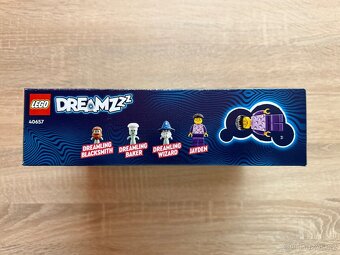 LEGO
DREAMZzz
40657
DREAMLING
BLACKSMITH
DREAMLING
BAKER
DREAMLING
WIZARD
JAYDEN